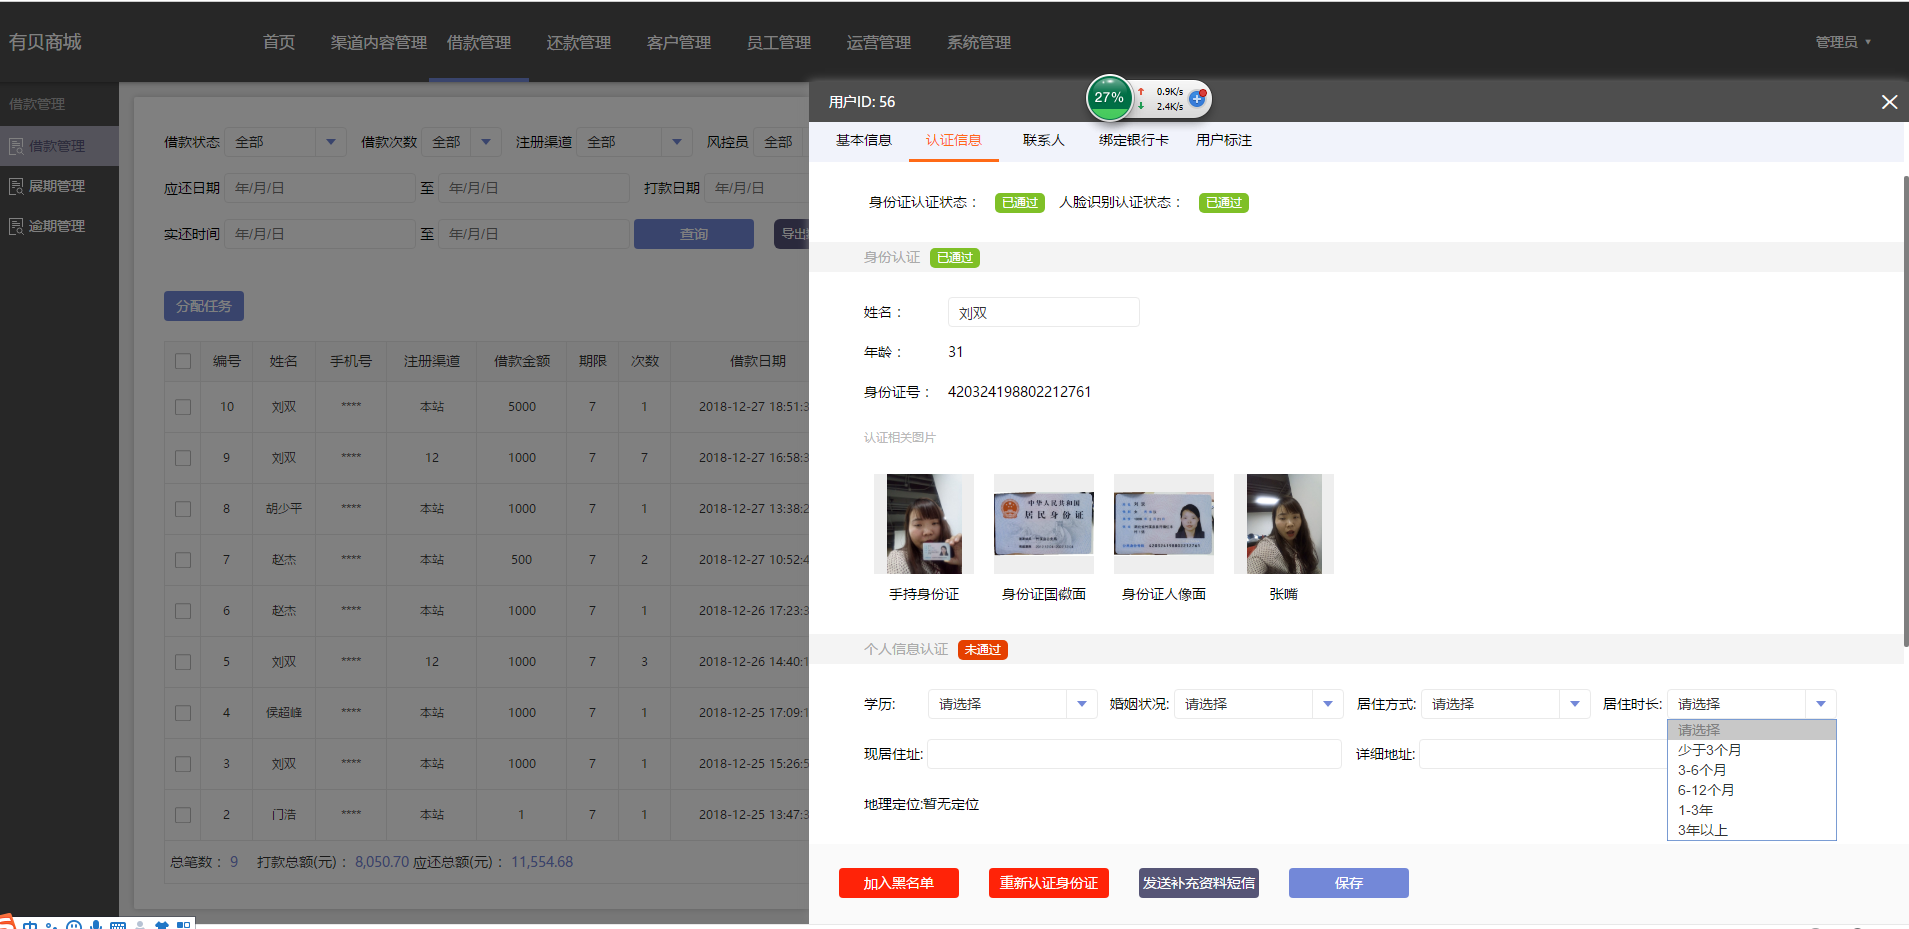 有贝商城
首页 渠道内容管理 借款管理 还款管理 客户管理 员工管理 运营管理 系统管理
管理员
借款管理
借款管理
展期管理
逾期管理
借款状态 全部 借款次数 全部 注册渠道 全部 风控员 全部
应还日期 年/月/日 至 年/月/日 打款日期 年/月/日
实还时间 年/月/日 至 年/月/日 查询 导出
分配任务
编号 姓名 手机号 注册渠道 借款金额 期限 次数 借款日期
10 刘双 **** 本站 5000 7 1 2018-12-27 18:51:3
9 刘双 **** 12 1000 7 7 2018-12-27 16:58:3
8 胡少平 **** 本站 1000 7 1 2018-12-27 13:38:2
7 赵杰 **** 本站 500 7 2 2018-12-27 10:52:4
6 赵杰 **** 本站 1000 7 1 2018-12-26 17:23:3
5 刘双 **** 12 1000 7 3 2018-12-26 14:40:1
4 侯超峰 **** 本站 1000 7 1 2018-12-25 17:09:1
3 刘双 **** 本站 1000 7 1 2018-12-25 15:26:5
2 门浩 **** 本站 1 7 1 2018-12-25 13:47:3
总笔数： 9 打款总额(元)： 8,050.70 应还总额(元)： 11,554.68
用户ID: 56
27% 0.9K/s
2.4K/s
基本信息 认证信息 联系人 绑定银行卡 用户标注
身份证认证状态： 已通过 人脸识别认证状态： 已通过
身份认证 已通过
姓名： 刘双
年龄： 31
身份证号： 420324198802212761
认证相关图片
中华人民共和国
居民身份证
420324198802212761
手持身份证 身份证国徽面 身份证人像面 张嘴
个人信息认证 未通过
学历: 请选择 婚姻状况: 请选择 居住方式: 请选择 居住时长: 请选择
请选择
少于3个月
3-6个月
6-12个月
1-3年
3年以上
现居住址: 详细地址:
地理定位:暂无定位
加入黑名单 重新认证身份证 发送补充资料短信 保存
中